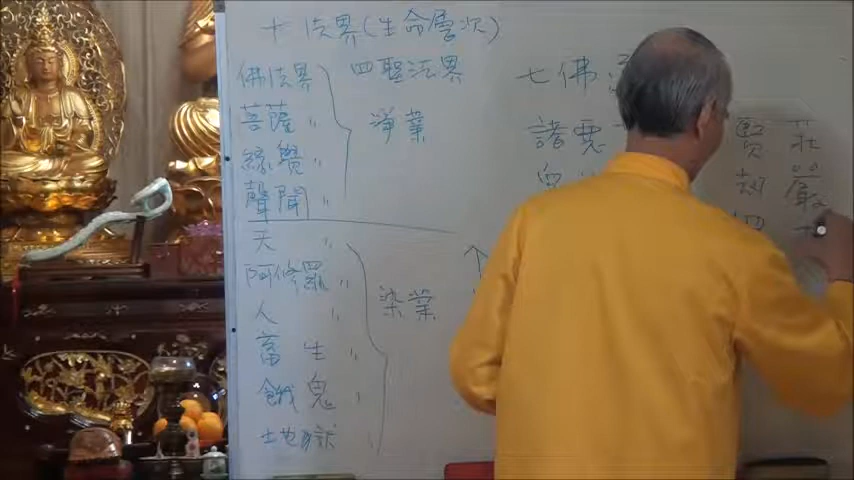 十法界(生命層次)
佛法界 四聖法界
菩薩 〃 淨業
緣覺 〃
聲聞 〃
天 〃
阿修羅 〃
人 〃 染業
畜生 〃
餓鬼 〃
地獄 〃
七佛
諸惡
賢 莊
劫 嚴